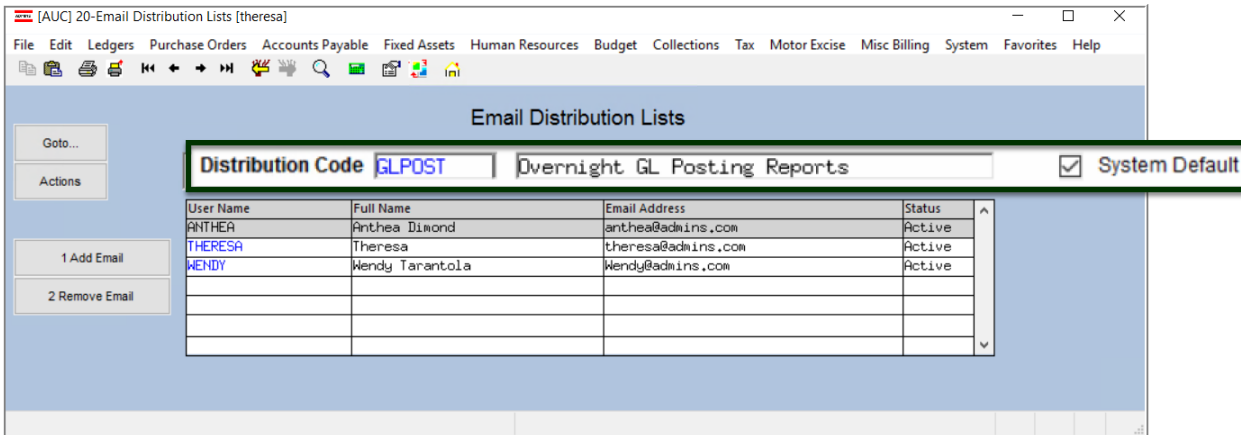 [AUC] 20-Email Distribution Lists [theresa]
File Edit Ledgers Purchase Orders Accounts Payable Fixed Assets Human Resources Budget Collections Tax Motor Excise Misc Billing System Favorites Help
Email Distribution Lists
Goto...
Actions
Distribution Code GLPOST Overnight GL Posting Reports System Default
User Name Full Name Email Address Status
ANTHEA Anthea Dimond anthea@admins.com Active
THERESA Theresa theresa@admins.com Active
WENDY Wendy Tarantola Wendy@admins.com Active
1 Add Email
2 Remove Email